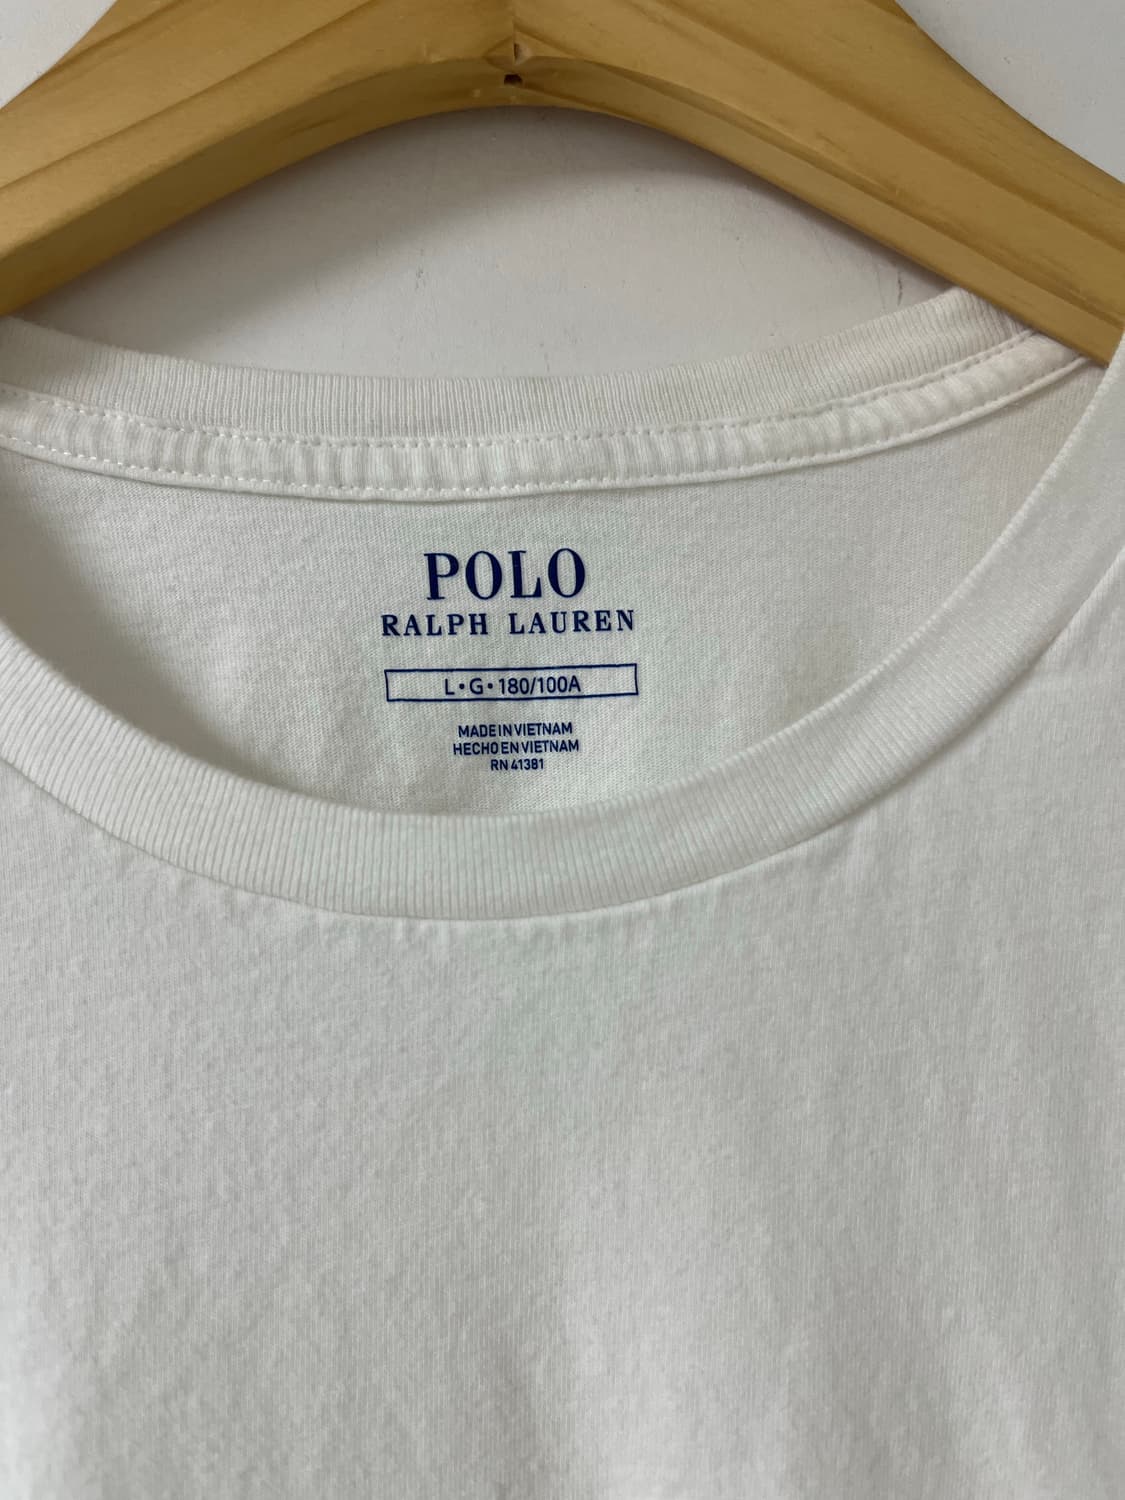 POLO
RALPH LAUREN
L•G•180/100A
MADE IN VIETNAM
HECHO EN VIETNAM
RN 41381